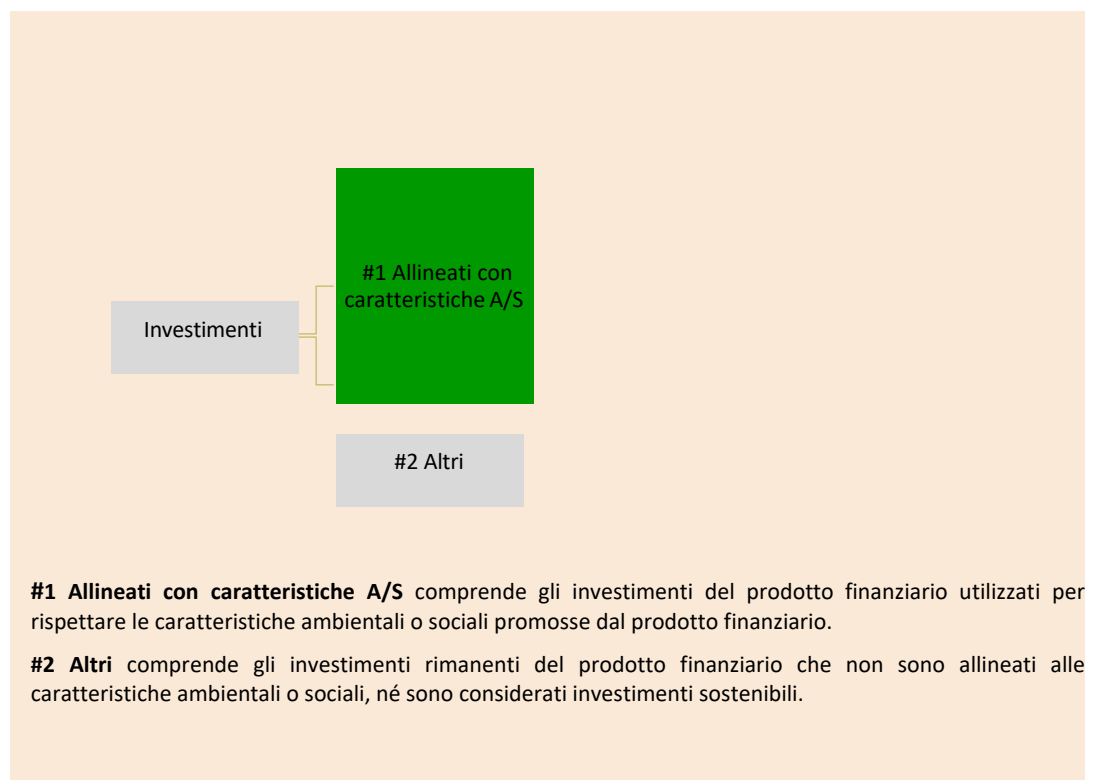 #1 Allineati con
caratteristiche A/S
Investimenti
#2 Altri
#1 Allineati con caratteristiche A/S comprende gli investimenti del prodotto finanziario utilizzati per
rispettare le caratteristiche ambientali o sociali promosse dal prodotto finanziario.
#2 Altri comprende gli investimenti rimanenti del prodotto finanziario che non sono allineati alle
caratteristiche ambientali o sociali, né sono considerati investimenti sostenibili.